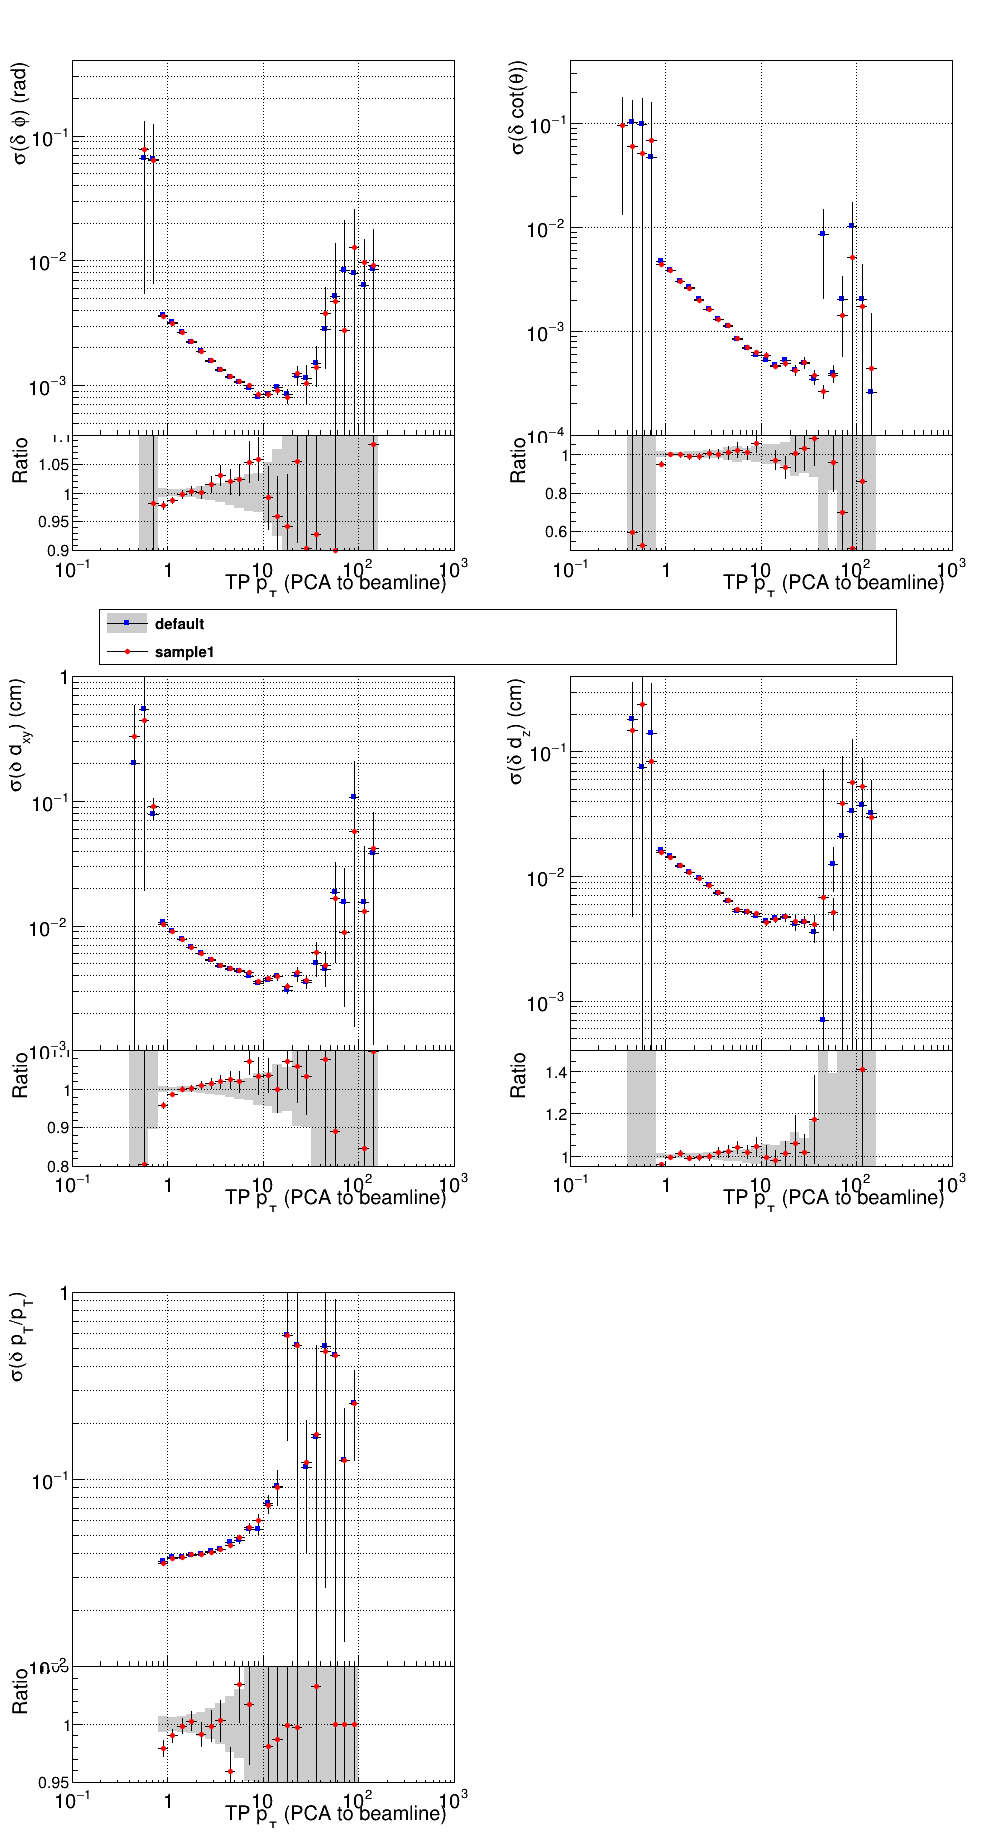 σ(δ φ) (rad)
10⁻¹
10⁻²
10⁻³
Ratio
1.1
1.05
1
0.95
0.9
10⁻¹ 1 10 10² 10³
TP p_T (PCA to beamline)
σ(δ cot(θ))
10⁻¹
10⁻²
10⁻³
10⁻⁴
Ratio
1
0.8
0.6
10⁻¹ 1 10 10² 10³
TP p_T (PCA to beamline)
default
sample1
σ(δ d_xy) (cm)
1
10⁻¹
10⁻²
10⁻³
Ratio
1
0.9
0.8
10⁻¹ 1 10 10² 10³
TP p_T (PCA to beamline)
σ(δ d_z) (cm)
10⁻¹
10⁻²
10⁻³
Ratio
1.4
1.2
1
10⁻¹ 1 10 10² 10³
TP p_T (PCA to beamline)
σ(δ p_T/p_T)
1
10⁻¹
10⁻²
Ratio
1
0.95
10⁻¹ 1 10 10² 10³
TP p_T (PCA to beamline)